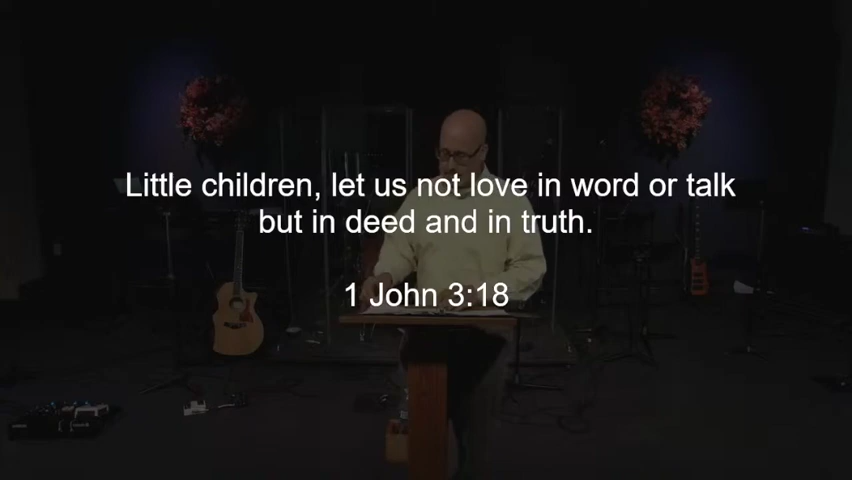 Little children, let us not love in word or talk
but in deed and in truth.
1 John 3:18